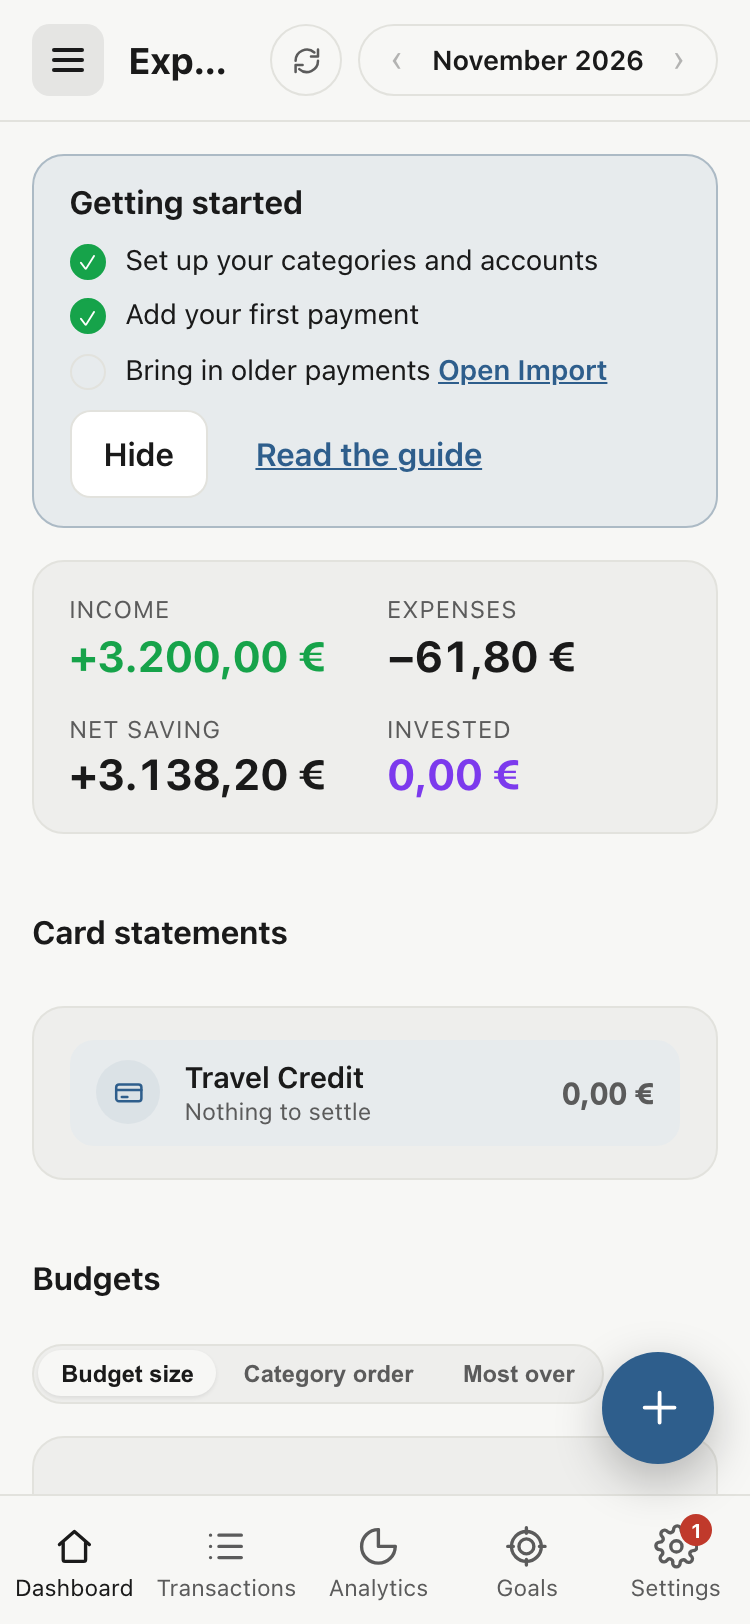 Exp...
November 2026
Getting started
Set up your categories and accounts
Add your first payment
Bring in older payments Open Import
Hide
Read the guide
INCOME
EXPENSES
+3.200,00 €
–61,80 €
NET SAVING
INVESTED
+3.138,20 €
0,00 €
Card statements
Travel Credit
Nothing to settle
0,00 €
Budgets
Budget size
Category order
Most over
1
Dashboard
Transactions
Analytics
Goals
Settings